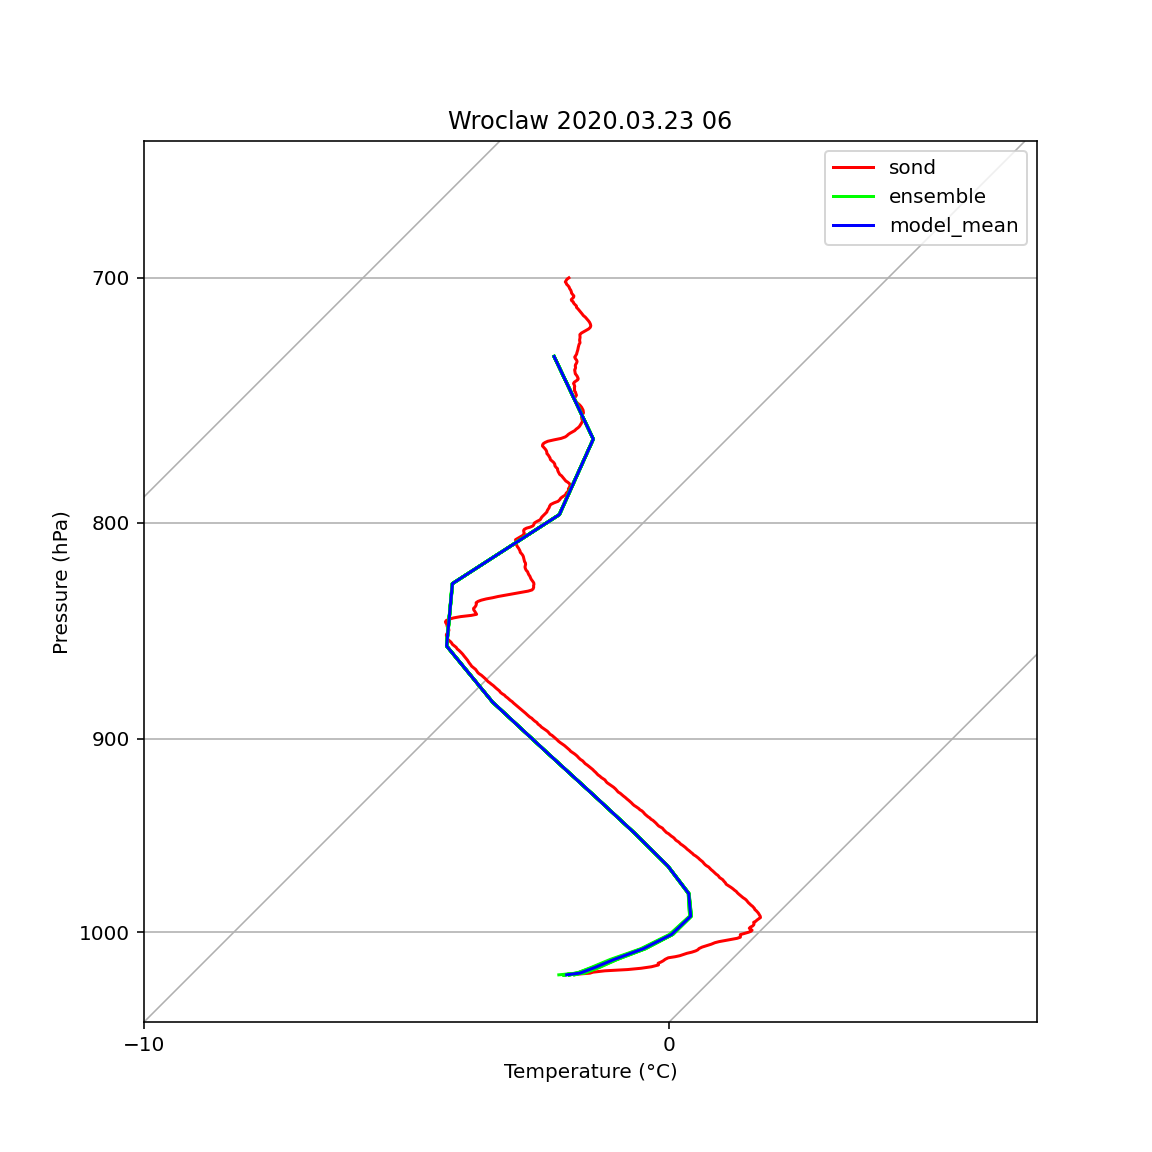 Wroclaw 2020.03.23 06
sond
ensemble
model_mean
700
800
900
1000
Pressure (hPa)
−10
0
Temperature (°C)